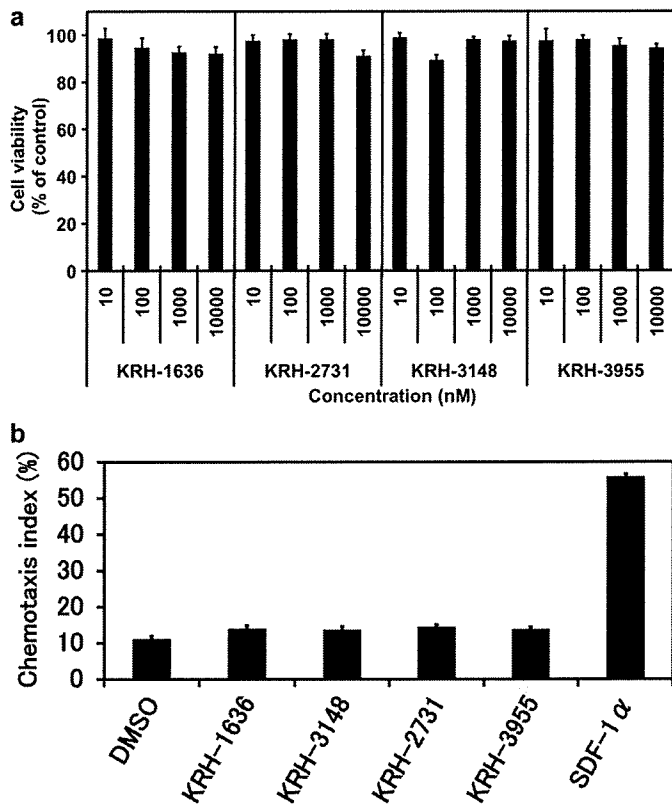 a
Cell viability
(% of control)
100
80
60
40
20
0
10 100 1000 10000 10 100 1000 10000 10 100 1000 10000 10 100 1000 10000
KRH-1636 KRH-2731 KRH-3148 KRH-3955
Concentration (nM)
b
Chemotaxis index (%)
60
50
40
30
20
10
0
DMSO KRH-1636 KRH-3148 KRH-2731 KRH-3955 SDF-1α